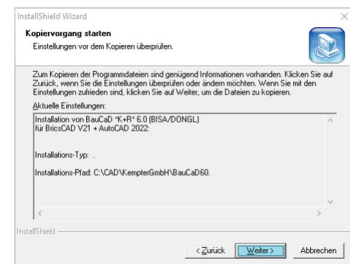 InstallShield Wizard
Kopiervorgang starten
Einstellungen vor dem Kopieren überprüfen.
Zum Kopieren der Programmdateien sind genügend Informationen vorhanden. Klicken Sie auf
Zurück, wenn Sie die Einstellungen überprüfen oder ändern möchten. Wenn Sie mit den
Einstellungen zufrieden sind, klicken Sie auf Weiter, um die Dateien zu kopieren.
Aktuelle Einstellungen:
Installation von BauCaD "K+R" 6.0 (BISA/DONGL)
für BricsCAD V21 + AutoCAD 2022:
Installations-Typ: .
Installations-Pfad: C:\CAD\KempterGmbH\BauCaD60.
InstallShield
< Zurück Weiter > Abbrechen